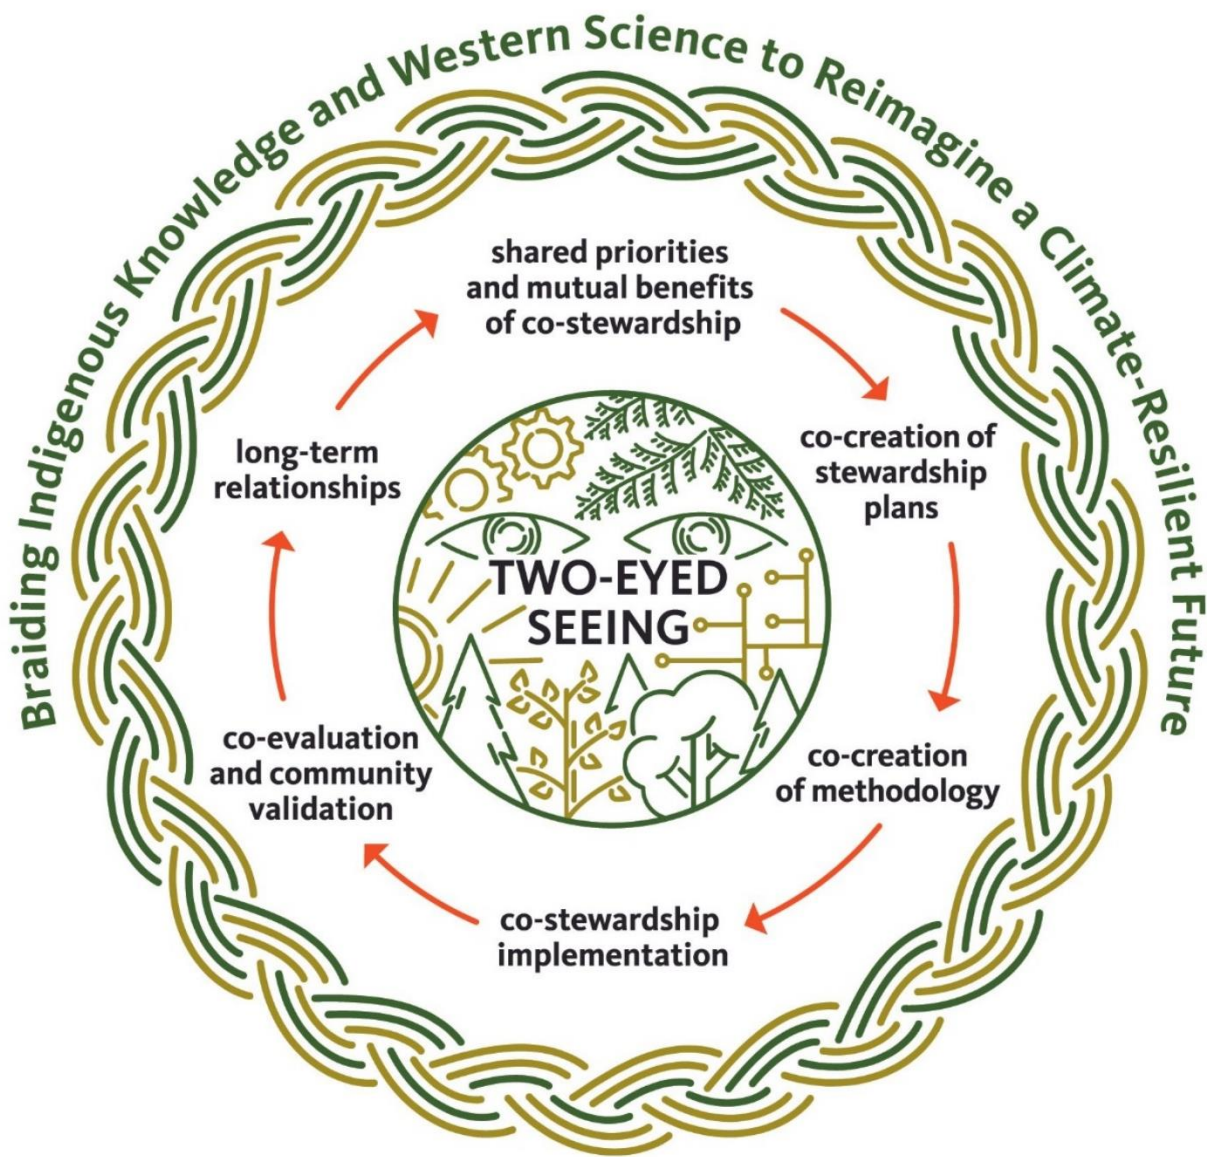 Braiding Indigenous Knowledge and Western Science to Reimagine a Climate-Resilient Future
shared priorities
and mutual benefits
of co-stewardship
co-creation of
stewardship
plans
co-creation
of methodology
co-stewardship
implementation
co-evaluation
and community
validation
long-term
relationships
TWO-EYED
SEEING